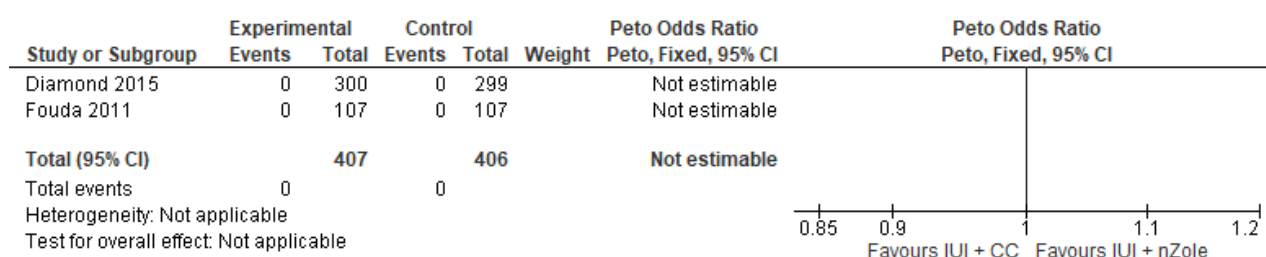 Experimental Control Peto Odds Ratio Peto Odds Ratio
Study or Subgroup Events Total Events Total Weight Peto, Fixed, 95% CI Peto, Fixed, 95% CI
Diamond 2015 0 300 0 299 Not estimable
Fouda 2011 0 107 0 107 Not estimable
Total (95% CI) 407 406 Not estimable
Total events 0 0
Heterogeneity: Not applicable
Test for overall effect: Not applicable
0.85 0.9 1 1.1 1.2
Favours IUI + CC Favours IUI + nZole